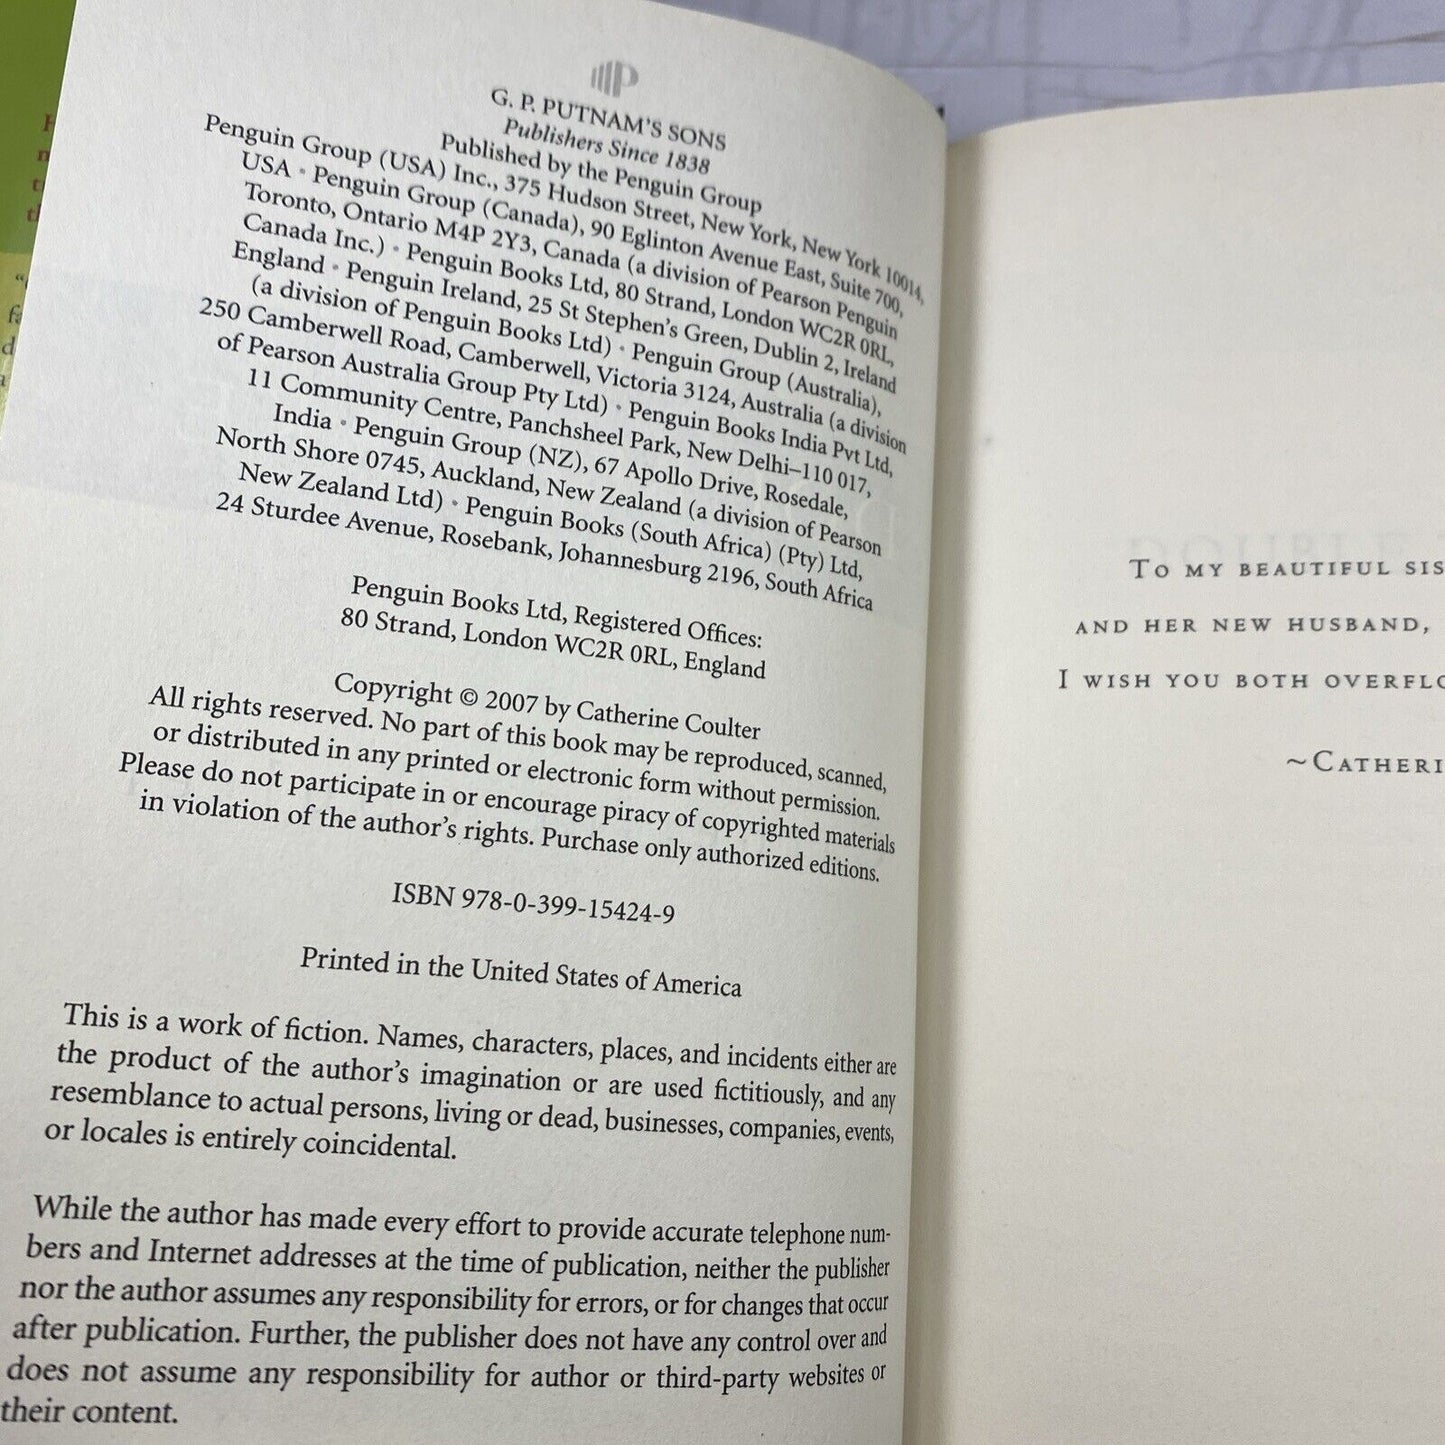 G. P. PUTNAM'S SONS
Publishers Since 1838
Published by the Penguin Group
Penguin Group (USA) Inc., 375 Hudson Street, New York, New York 10014,
USA • Penguin Group (Canada), 90 Eglinton Avenue East, Suite 700,
Toronto, Ontario M4P 2Y3, Canada (a division of Pearson Penguin
Canada Inc.) • Penguin Books Ltd, 80 Strand, London WC2R 0RL,
England • Penguin Ireland, 25 St Stephen's Green, Dublin 2, Ireland
(a division of Penguin Books Ltd) • Penguin Group (Australia),
250 Camberwell Road, Camberwell, Victoria 3124, Australia (a division
of Pearson Australia Group Pty Ltd) • Penguin Books India Pvt Ltd,
11 Community Centre, Panchsheel Park, New Delhi–110 017,
India • Penguin Group (NZ), 67 Apollo Drive, Rosedale,
North Shore 0745, Auckland, New Zealand (a division of Pearson
New Zealand Ltd) • Penguin Books (South Africa) (Pty) Ltd,
24 Sturdee Avenue, Rosebank, Johannesburg 2196, South Africa
Penguin Books Ltd, Registered Offices:
80 Strand, London WC2R 0RL, England
Copyright © 2007 by Catherine Coulter
All rights reserved. No part of this book may be reproduced, scanned,
or distributed in any printed or electronic form without permission.
Please do not participate in or encourage piracy of copyrighted materials
in violation of the author's rights. Purchase only authorized editions.
ISBN 978-0-399-15424-9
Printed in the United States of America
This is a work of fiction. Names, characters, places, and incidents either are
the product of the author's imagination or are used fictitiously, and any
resemblance to actual persons, living or dead, businesses, companies, events,
or locales is entirely coincidental.
While the author has made every effort to provide accurate telephone num-
bers and Internet addresses at the time of publication, neither the publisher
nor the author assumes any responsibility for errors, or for changes that occur
after publication. Further, the publisher does not have any control over and
does not assume any responsibility for author or third-party websites or
their content.
TO MY BEAUTIFUL SIS
AND HER NEW HUSBAND,
I WISH YOU BOTH OVERFLO
~CATHERI